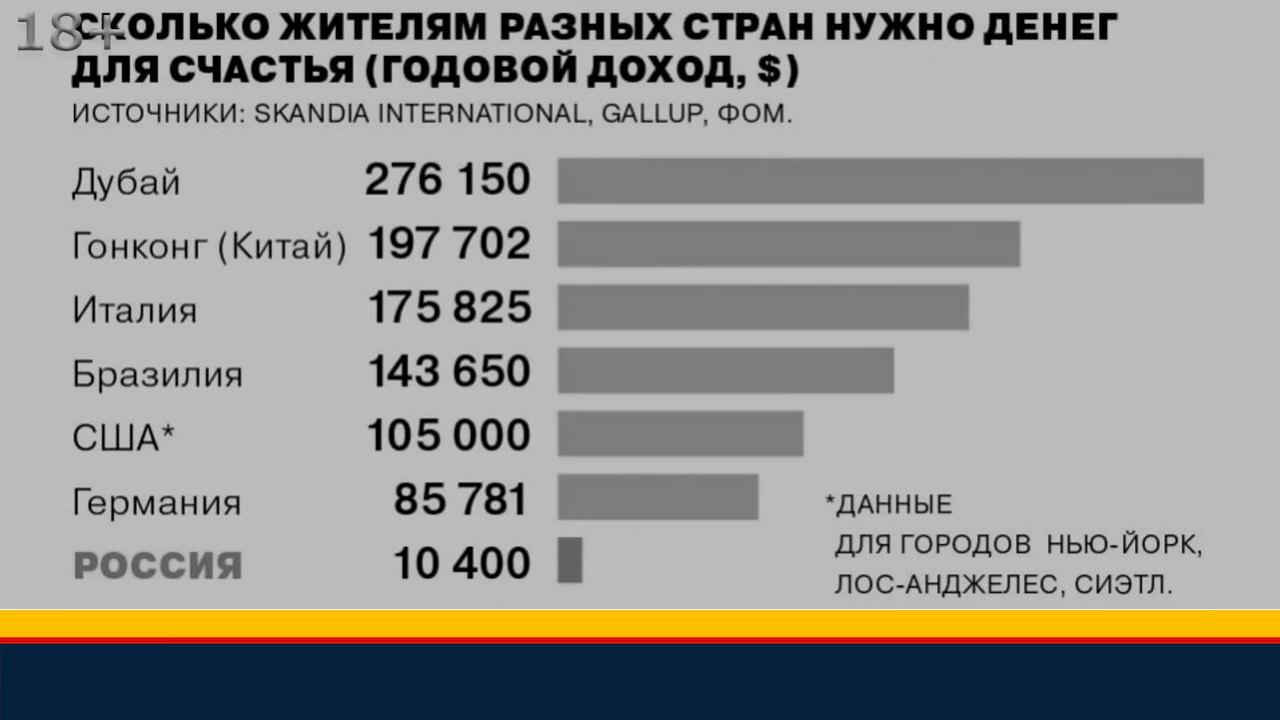 18+
СКОЛЬКО ЖИТЕЛЯМ РАЗНЫХ СТРАН НУЖНО ДЕНЕГ
ДЛЯ СЧАСТЬЯ (ГОДОВОЙ ДОХОД, $)
ИСТОЧНИКИ: SKANDIA INTERNATIONAL, GALLUP, ФОМ.
Дубай 276 150
Гонконг (Китай) 197 702
Италия 175 825
Бразилия 143 650
США* 105 000
Германия 85 781
РОССИЯ 10 400
*ДАННЫЕ
ДЛЯ ГОРОДОВ НЬЮ-ЙОРК,
ЛОС-АНДЖЕЛЕС, СИЭТЛ.